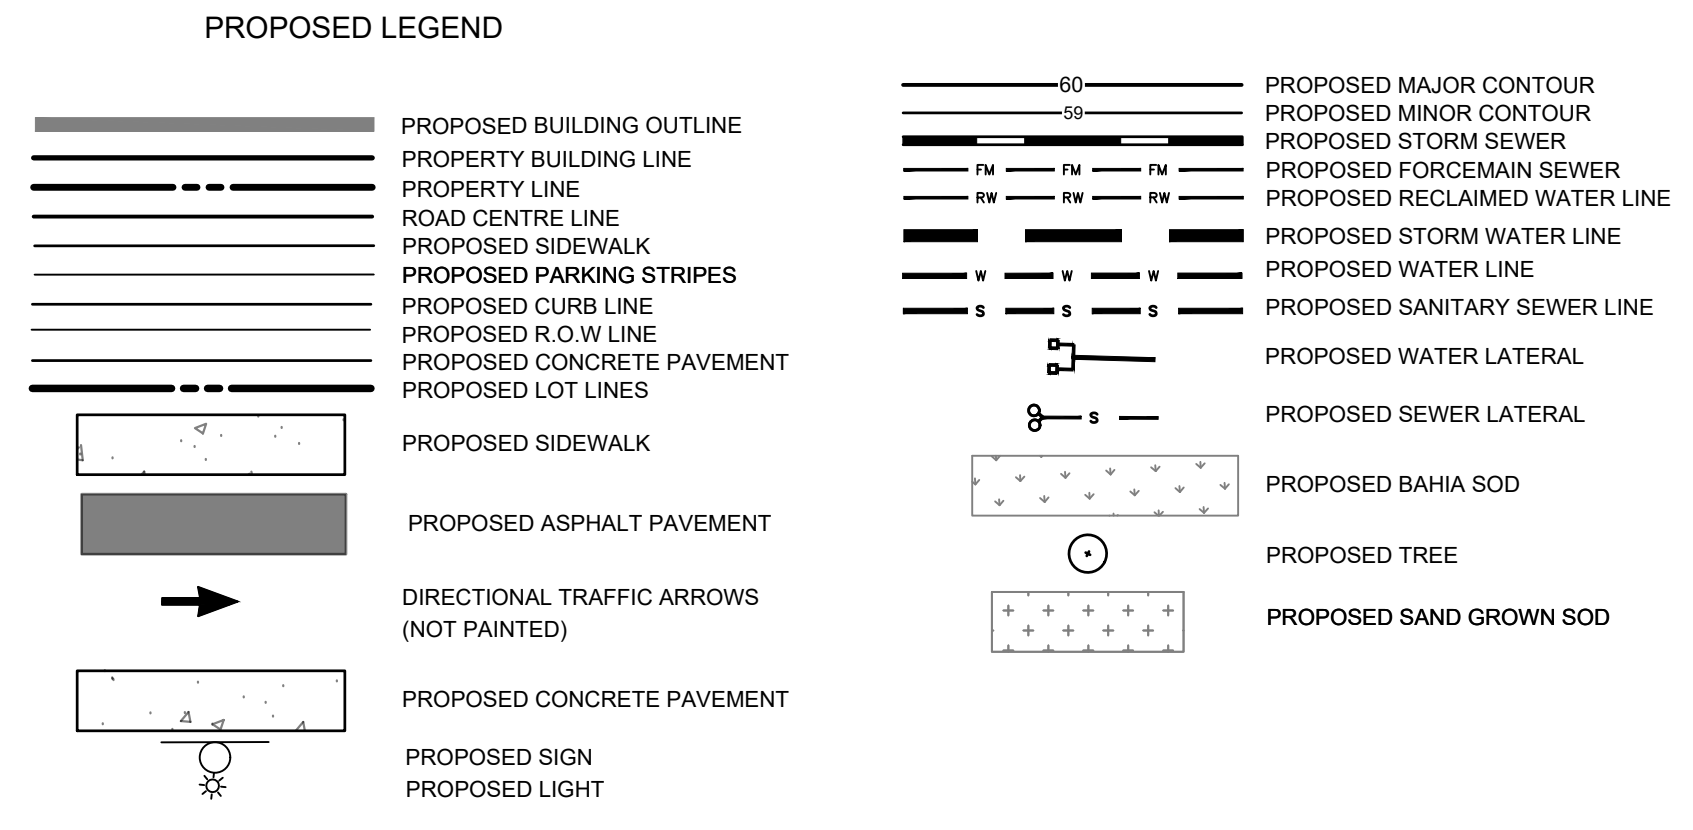 PROPOSED LEGEND
PROPOSED BUILDING OUTLINE
PROPERTY BUILDING LINE
PROPERTY LINE
ROAD CENTRE LINE
PROPOSED SIDEWALK
PROPOSED PARKING STRIPES
PROPOSED CURB LINE
PROPOSED R.O.W LINE
PROPOSED CONCRETE PAVEMENT
PROPOSED LOT LINES
PROPOSED SIDEWALK
PROPOSED ASPHALT PAVEMENT
DIRECTIONAL TRAFFIC ARROWS
(NOT PAINTED)
PROPOSED CONCRETE PAVEMENT
PROPOSED SIGN
PROPOSED LIGHT
60 PROPOSED MAJOR CONTOUR
59 PROPOSED MINOR CONTOUR
PROPOSED STORM SEWER
FM FM FM PROPOSED FORCEMAIN SEWER
RW RW RW PROPOSED RECLAIMED WATER LINE
PROPOSED STORM WATER LINE
W W W PROPOSED WATER LINE
S S S PROPOSED SANITARY SEWER LINE
PROPOSED WATER LATERAL
S PROPOSED SEWER LATERAL
PROPOSED BAHIA SOD
PROPOSED TREE
PROPOSED SAND GROWN SOD